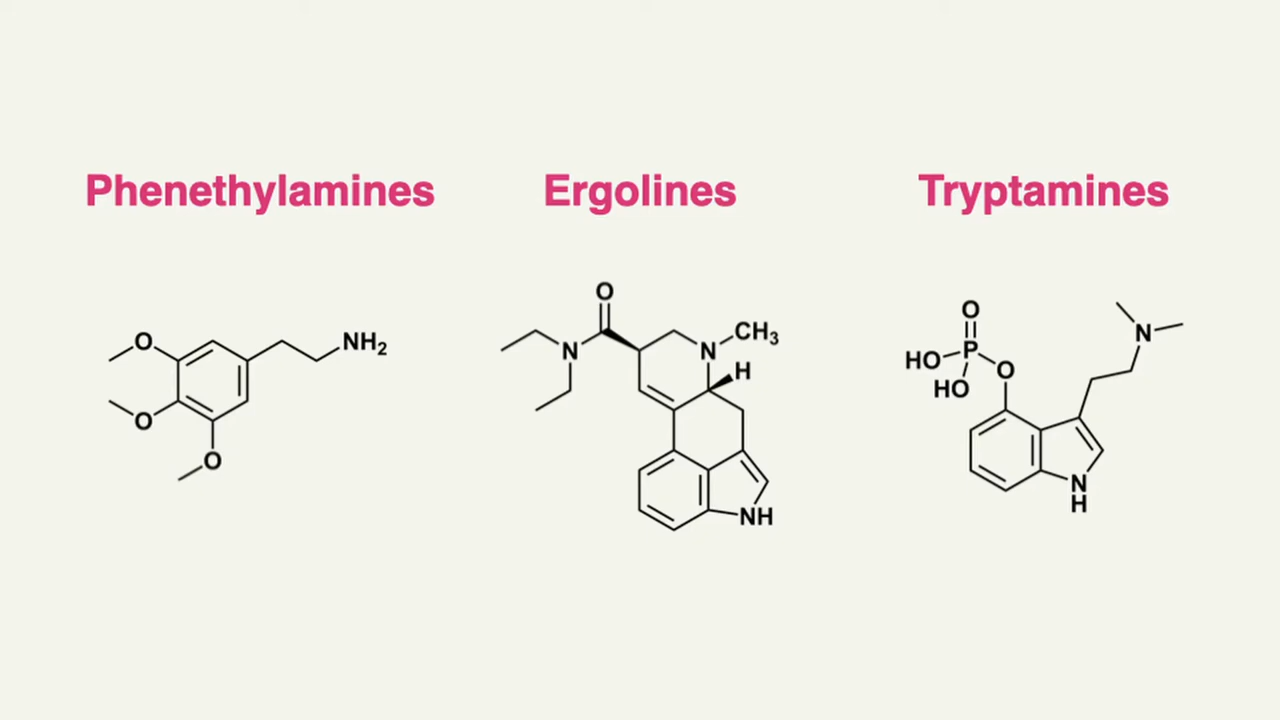 Phenethylamines
Ergolines
Tryptamines
O
O
O
NH₂
O
N
N
CH₃
H
NH
O
P
HO
HO
O
N
N
H